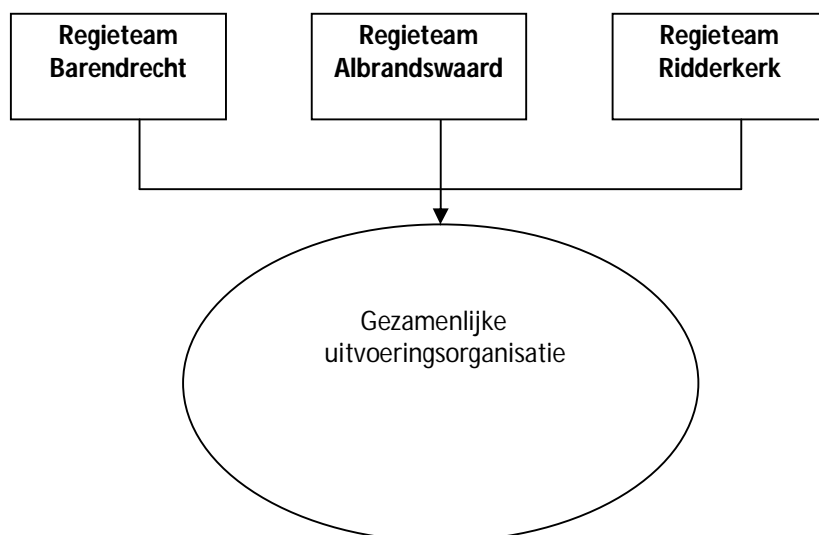 Regieteam
Barendrecht
Regieteam
Albrandswaard
Regieteam
Ridderkerk
Gezamenlijke
uitvoeringsorganisatie